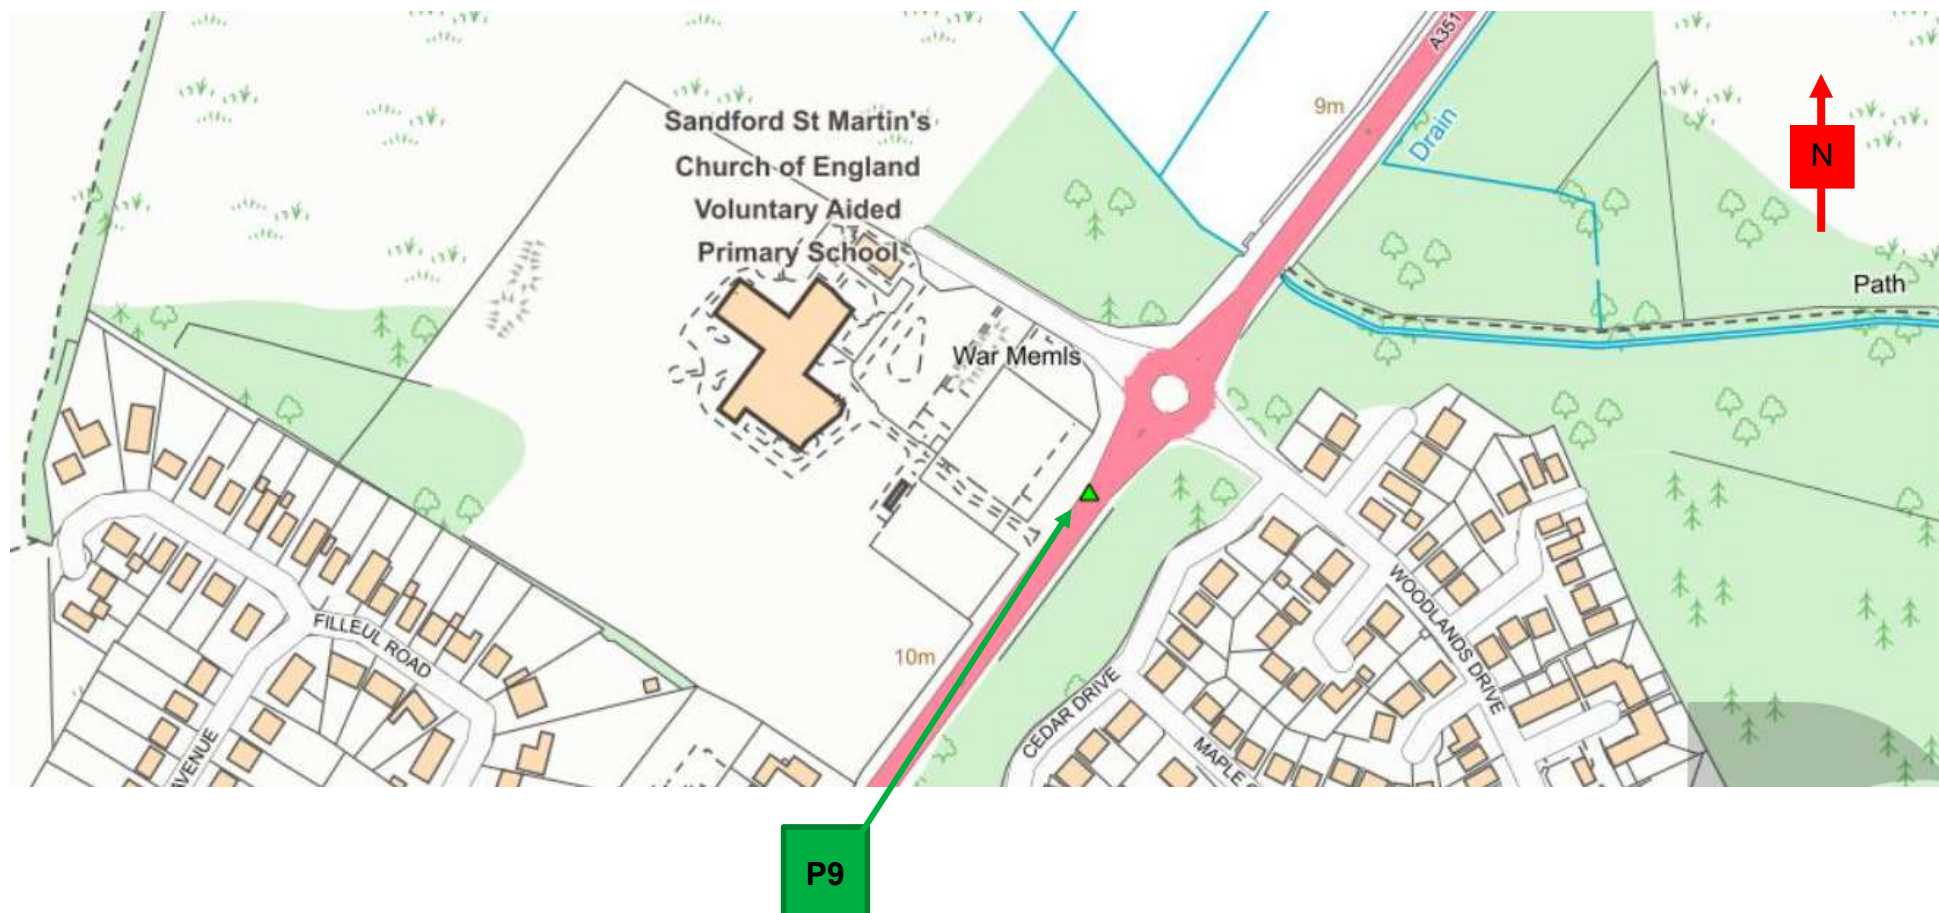 A351
9m
Drain
N
Sandford St Martin's
Church of England
Voluntary Aided
Primary School
Path
War Memls
FILLEUL ROAD
10m
WOODLANDS DRIVE
CEDAR DRIVE
MAPLE
AVENUE
P9